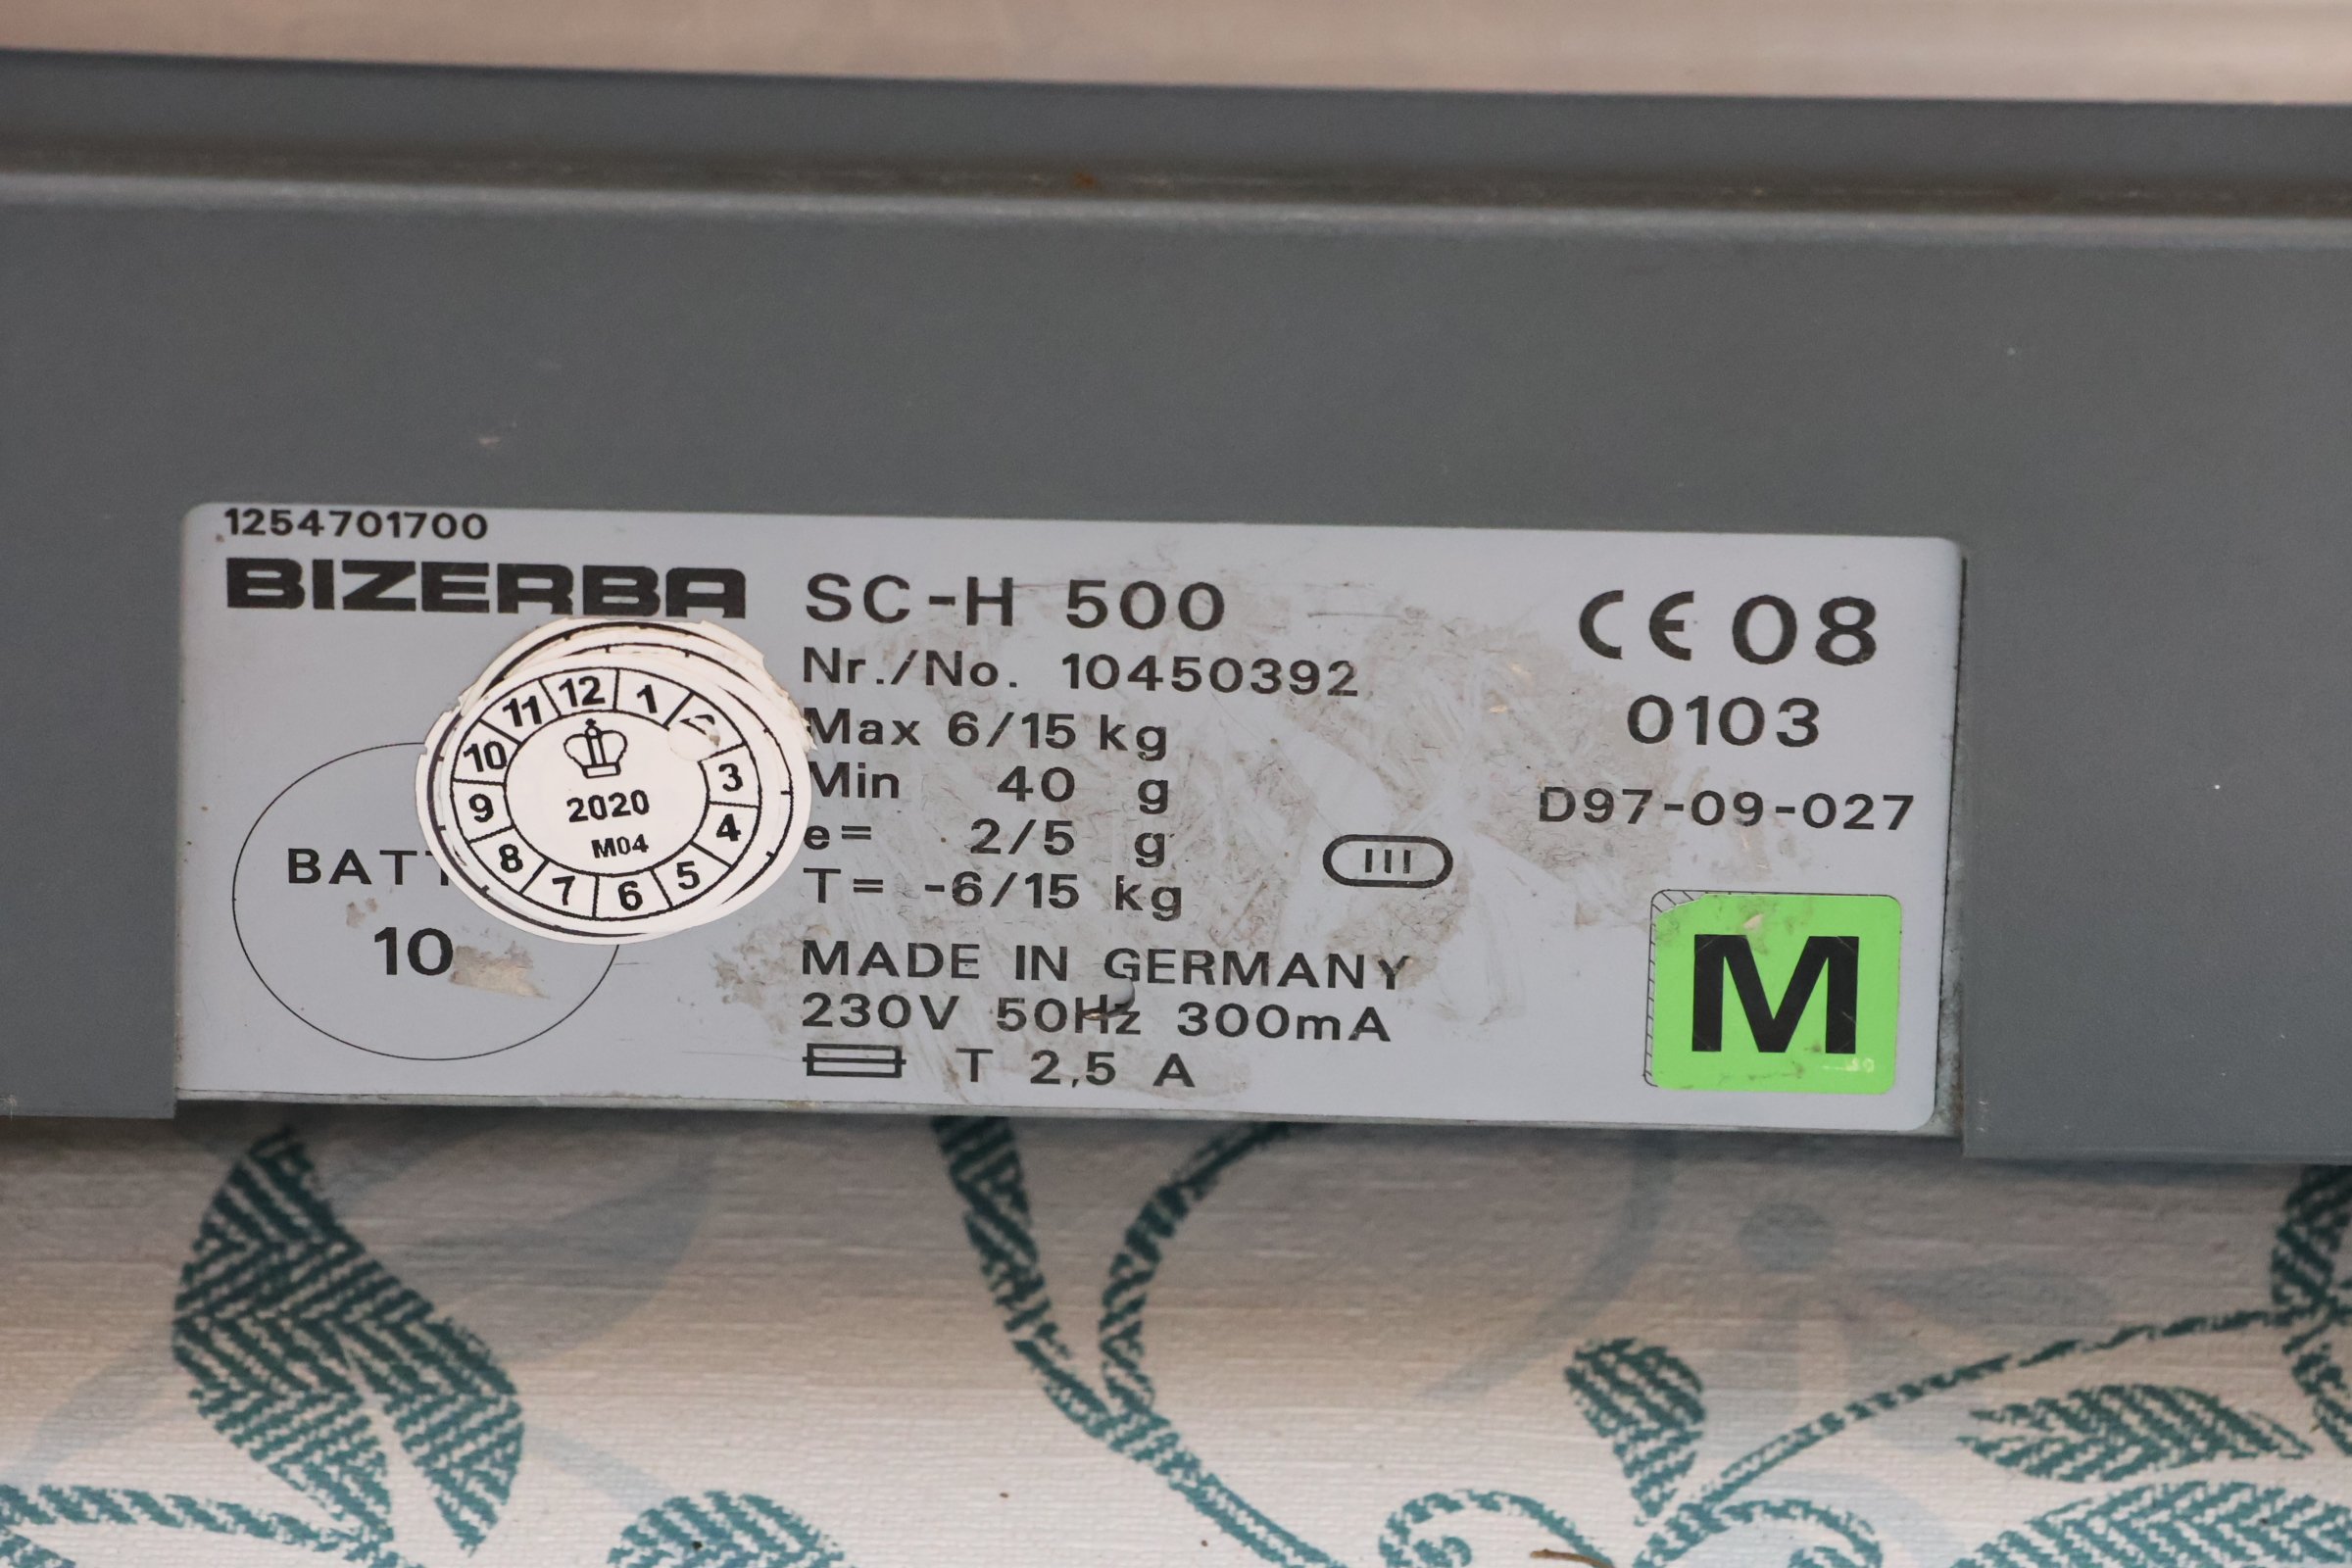 1254701700
BIZERBA
SC-H 500
Nr./No. 10450392
Max 6/15 kg
Min 40 g
e= 2/5 g
T= -6/15 kg
III
MADE IN GERMANY
230V 50Hz 300mA
T 2,5 A
CE 08
0103
D97-09-027
M
12 1 2 3 4 5 6 7 8 9 10 11
2020
M04
10